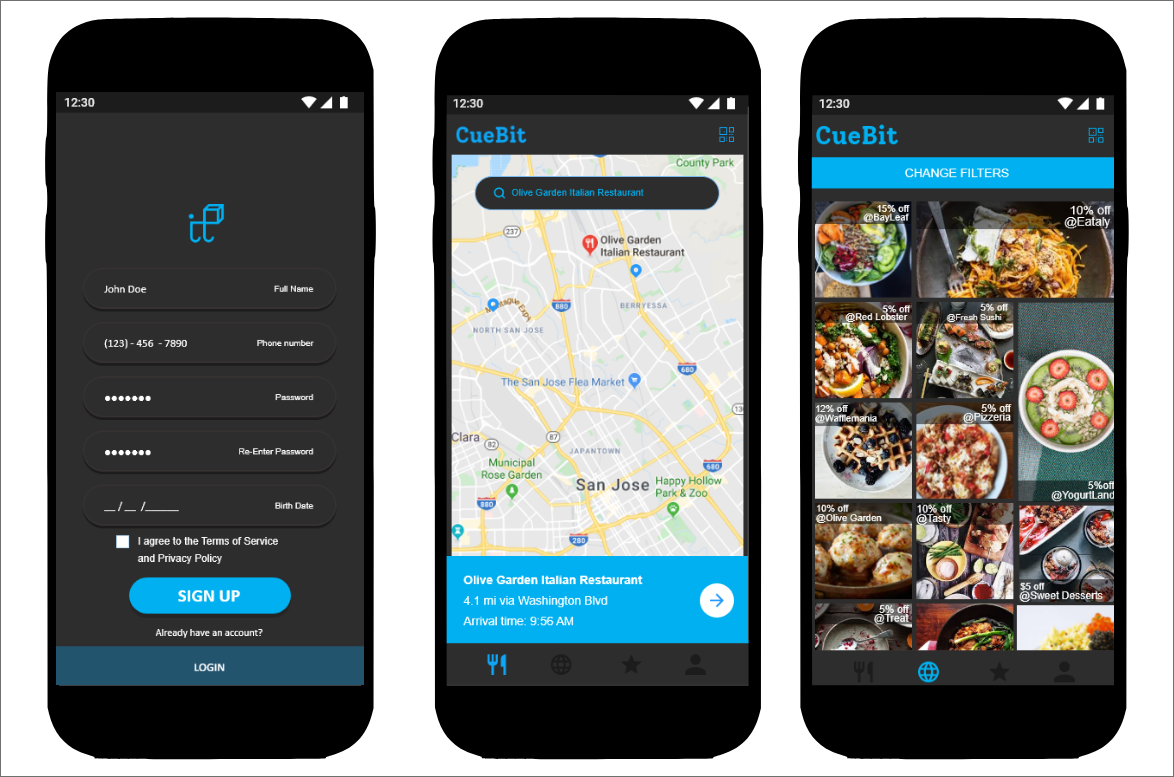 12:30
John Doe Full Name
(123) - 456 - 7890 Phone number
●●●●●●● Password
●●●●●●● Re-Enter Password
__ / __ /_____ Birth Date
I agree to the Terms of Service
and Privacy Policy
SIGN UP
Already have an account?
LOGIN
12:30
CueBit
County Park
Olive Garden Italian Restaurant
237
Olive Garden
Italian Restaurant
Montague Expy
880
BERRYESSA
NORTH SAN JOSE
680
The San Jose Flea Market
Clara
82
87
JAPANTOWN
680
Municipal
Rose Garden
San Jose
Happy Hollow
Park & Zoo
880
280
Olive Garden Italian Restaurant
4.1 mi via Washington Blvd
Arrival time: 9:56 AM
12:30
CueBit
CHANGE FILTERS
15% off
@BayLeaf
10% off
@Eataly
5% off
@Red Lobster
5% off
@Fresh Sushi
12% off
@Wafflemania
5% off
@Pizzeria
5%off
@YogurtLand
10% off
@Olive Garden
10% off
@Tasty
$5 off
@Sweet Desserts
5% off
@Treat